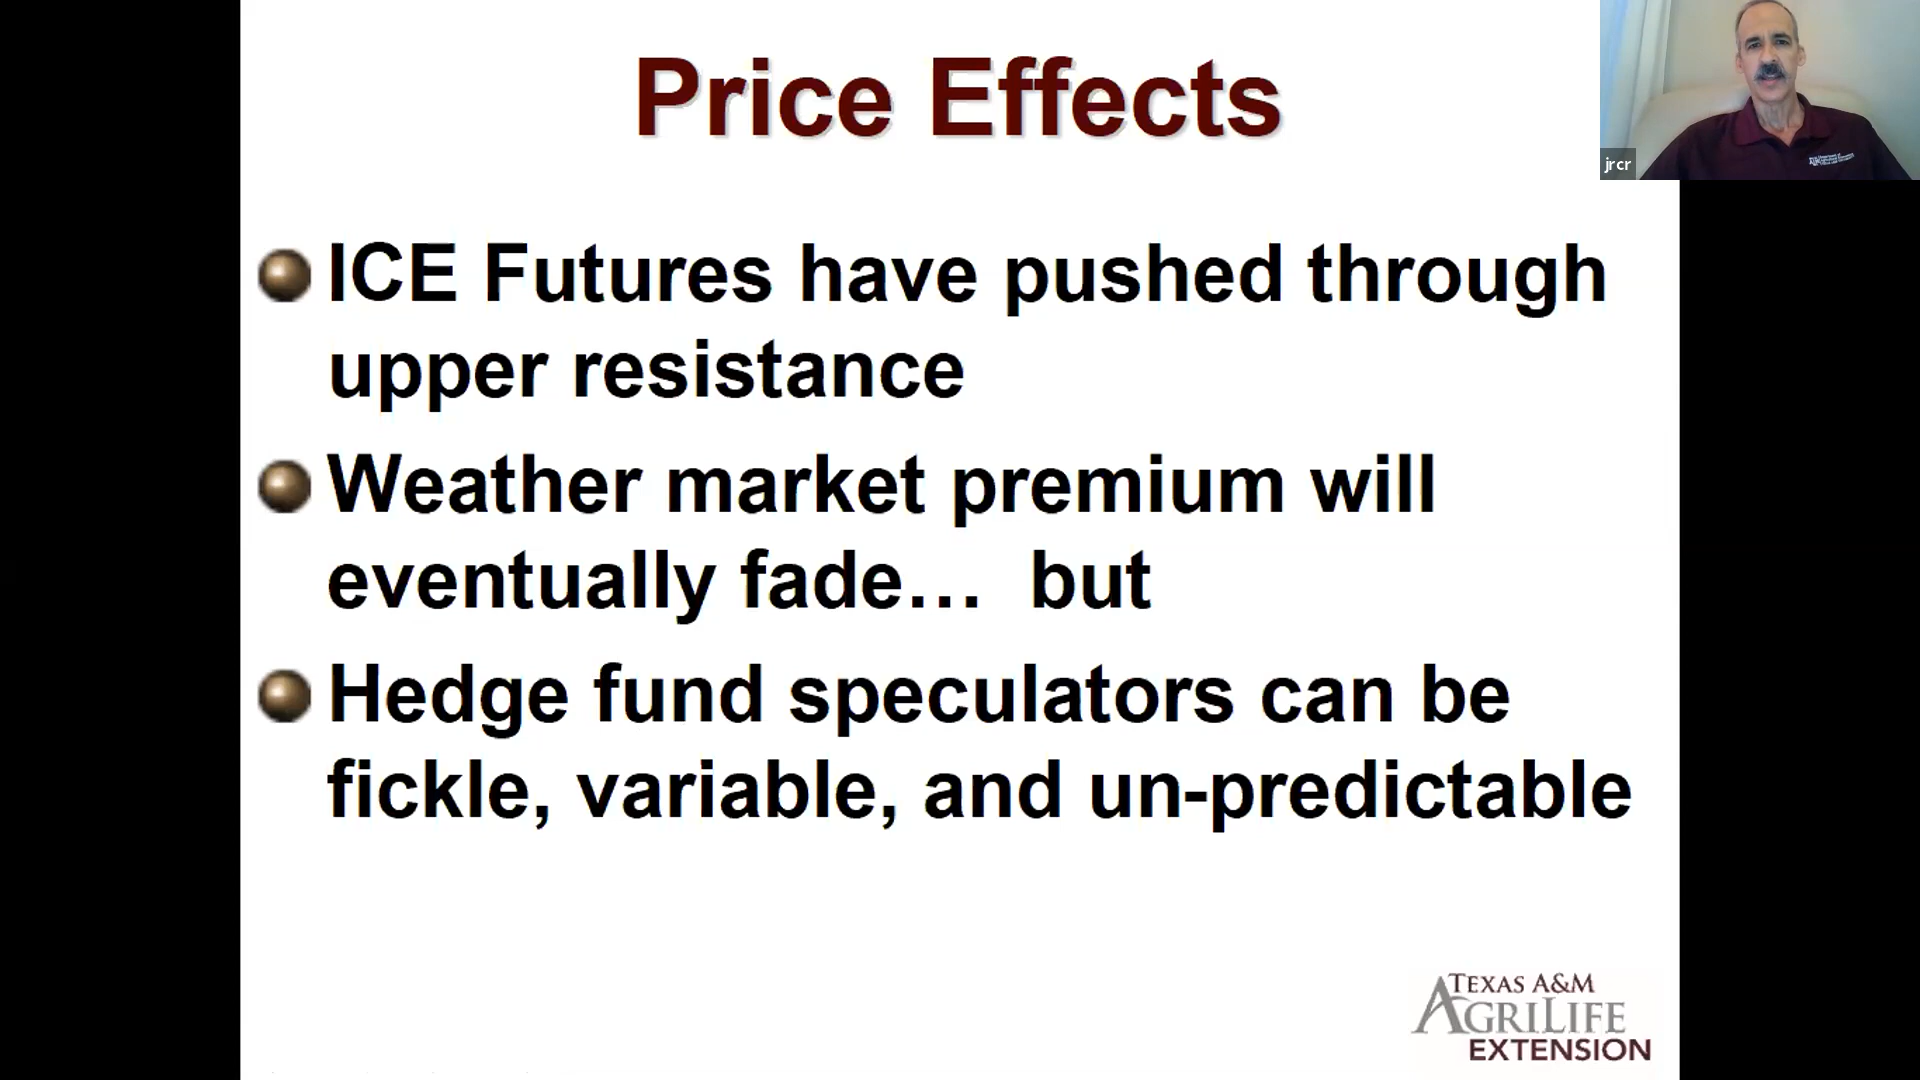 Price Effects
jrcr
ICE Futures have pushed through
upper resistance
Weather market premium will
eventually fade… but
Hedge fund speculators can be
fickle, variable, and un-predictable
TEXAS A&M
AGRILIFE
EXTENSION